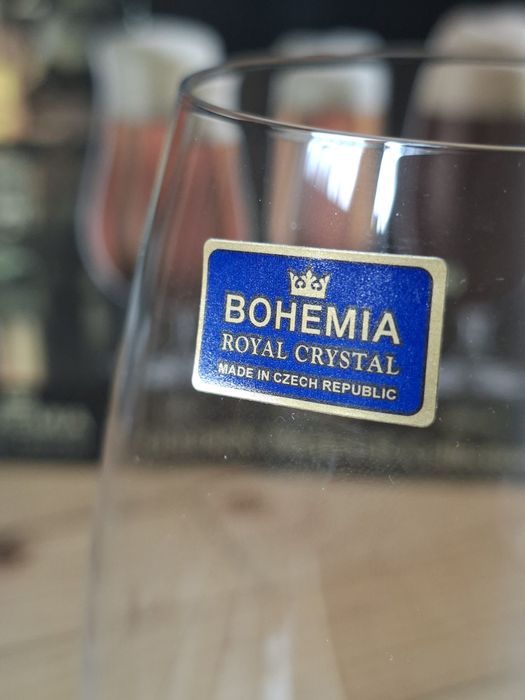 BOHEMIA
ROYAL CRYSTAL
MADE IN CZECH REPUBLIC